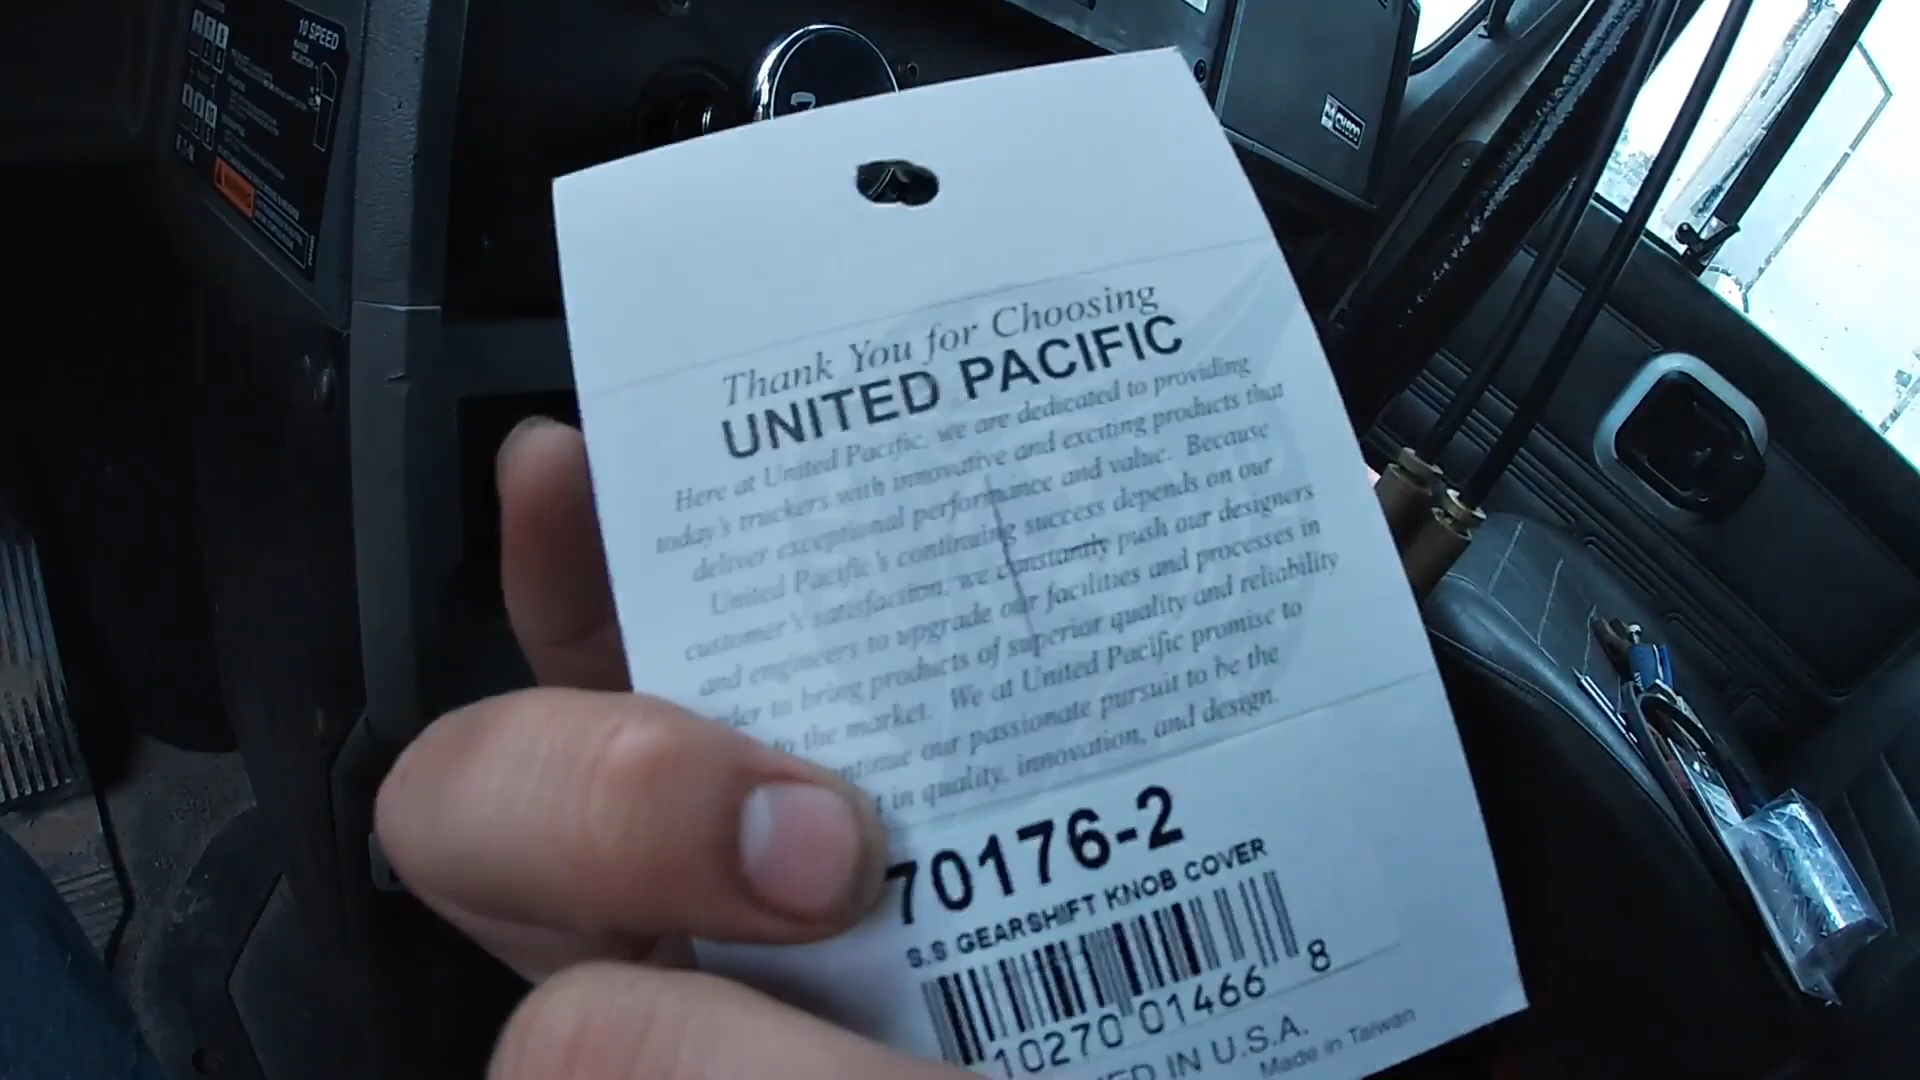 10 SPEED
Thank You for Choosing
UNITED PACIFIC
Here at United Pacific, we are dedicated to providing
today's truckers with innovative and exciting products that
deliver exceptional performance and value. Because
United Pacific's continuing success depends on our
customer's satisfaction, we constantly push our designers
and engineers to upgrade our facilities and processes in
to bring products of superior quality and reliability
to the market. We at United Pacific promise to
our passionate pursuit to be the
in quality, innovation, and design.
70176-2
S.S GEARSHIFT KNOB COVER
10270 01466 8
IN U.S.A.
Made in Taiwan